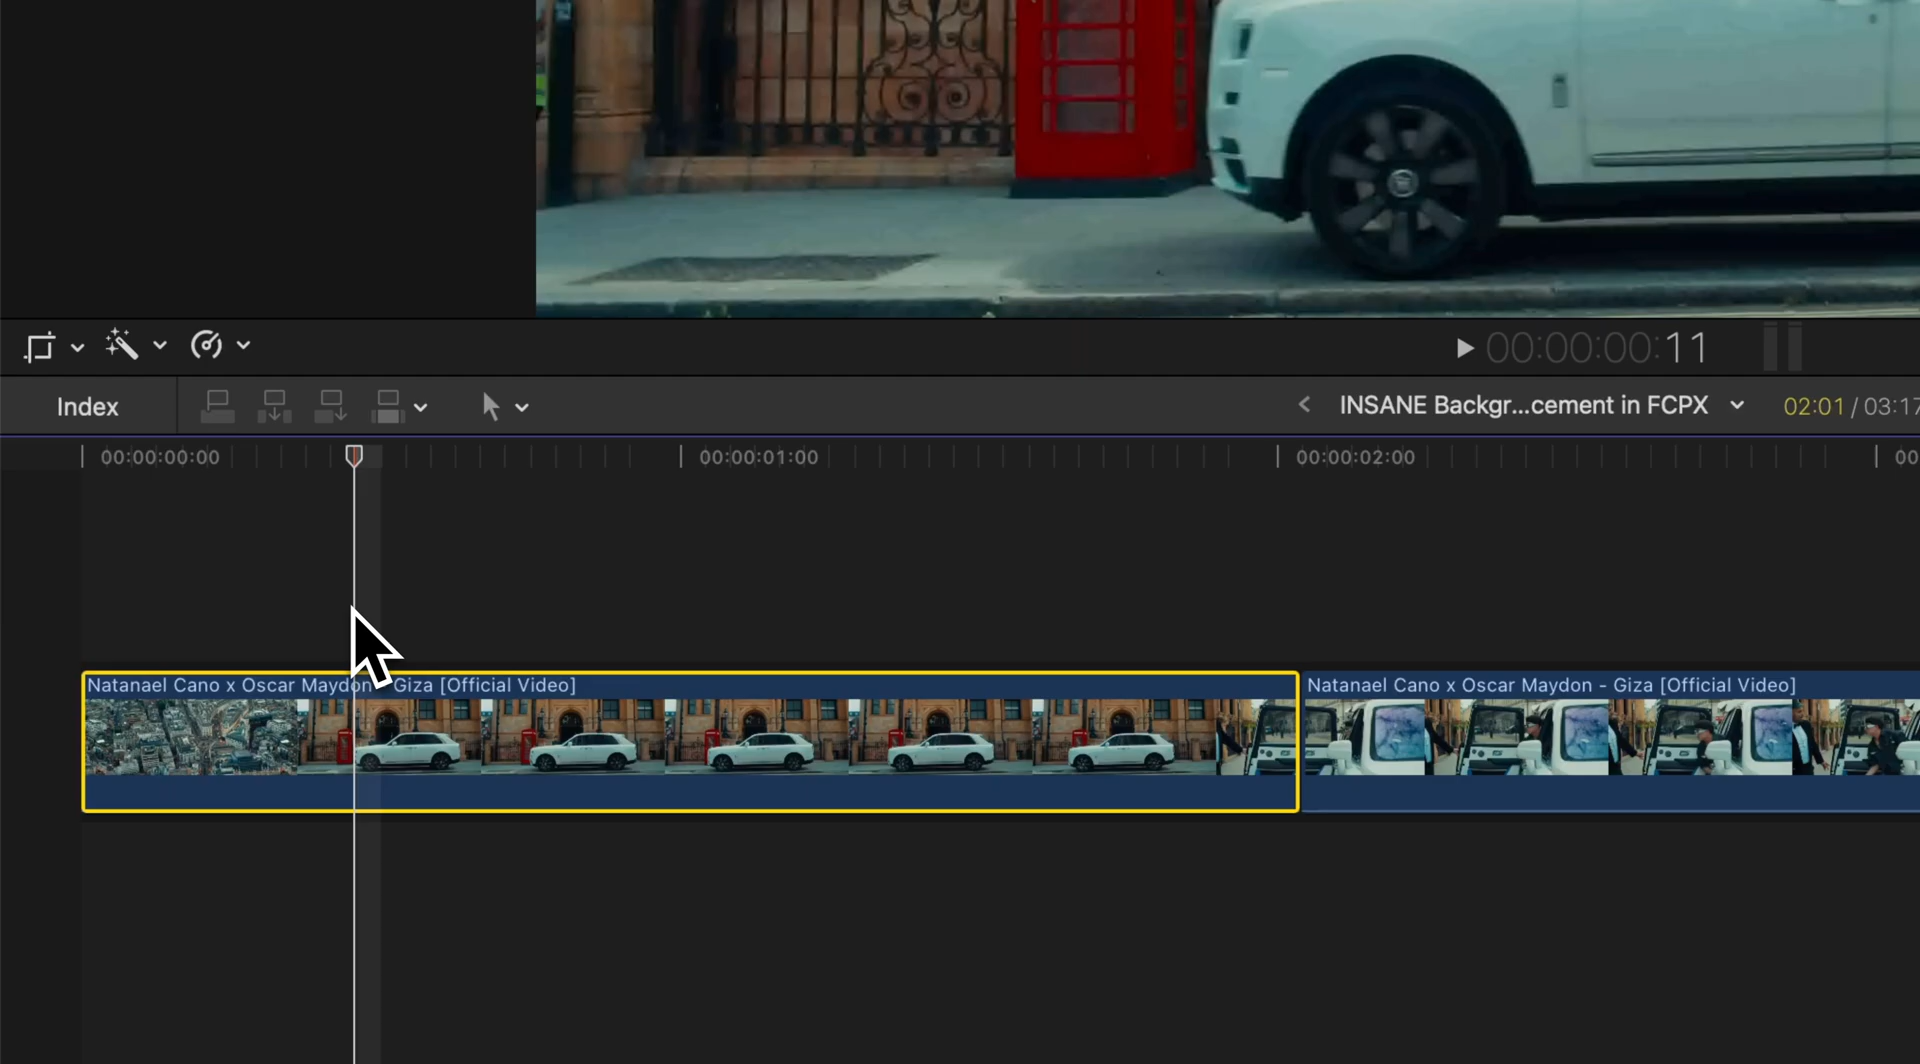 00:00:00:11
Index
INSANE Backgr...cement in FCPX
02:01 / 03:17
00:00:00:00
00:00:01:00
00:00:02:00
00
Natanael Cano x Oscar Maydon - Giza [Official Video]
Natanael Cano x Oscar Maydon - Giza [Official Video]